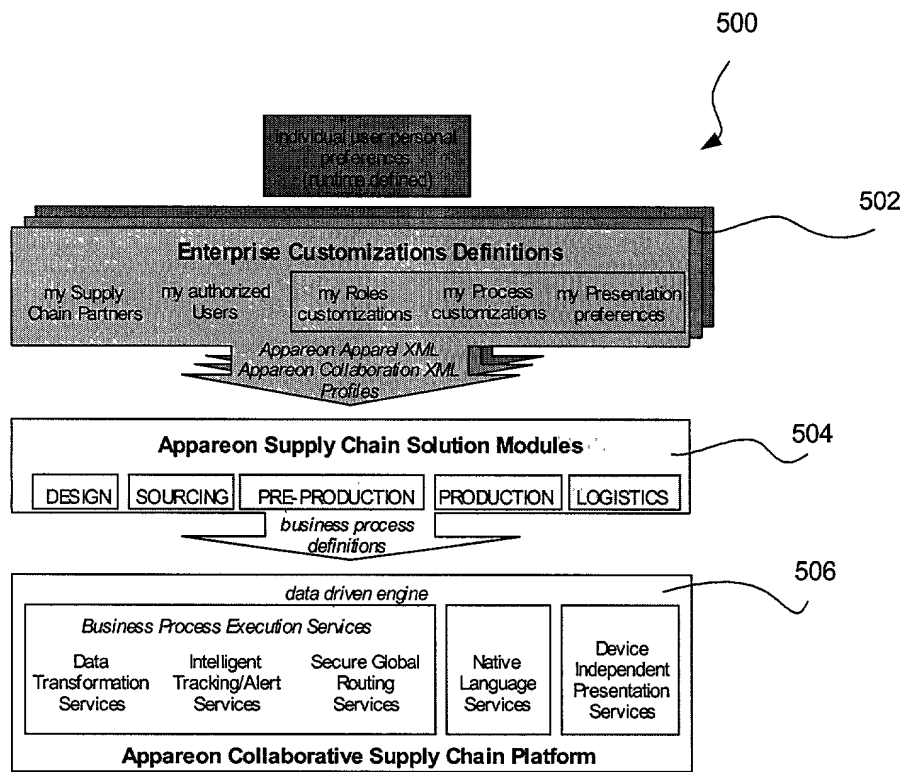 500
individual user personal
preferences
(runtime defined)
502
Enterprise Customizations Definitions
my Supply
Chain Partners
my authorized
Users
my Roles
customizations
my Process
customizations
my Presentation
preferences
Appareon Apparel XML
Appareon Collaboration XML
Profiles
504
Appareon Supply Chain Solution Modules
DESIGN
SOURCING
PRE-PRODUCTION
PRODUCTION
LOGISTICS
business process
definitions
506
data driven engine
Business Process Execution Services
Data
Transformation
Services
Intelligent
Tracking/Alert
Services
Secure Global
Routing
Services
Native
Language
Services
Device
Independent
Presentation
Services
Appareon Collaborative Supply Chain Platform